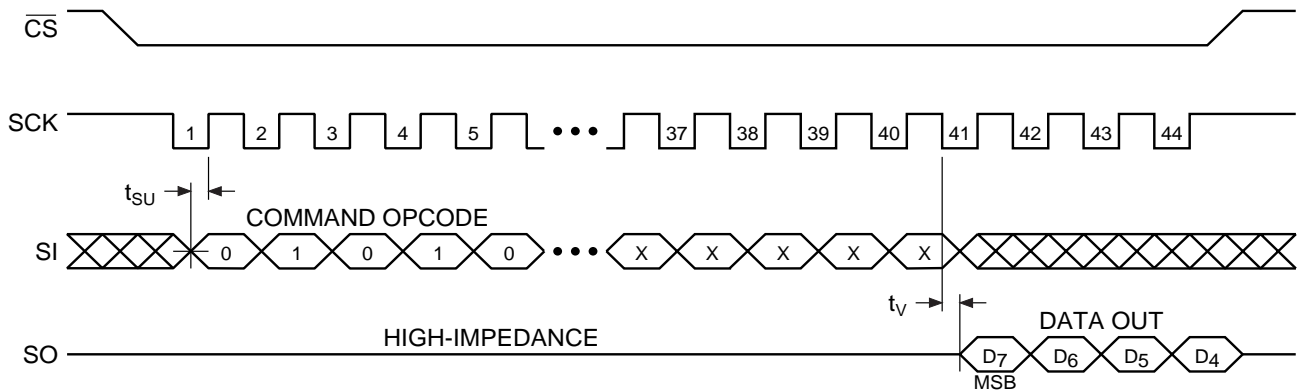 CS
SCK 1 2 3 4 5 ••• 37 38 39 40 41 42 43 44
tSU
COMMAND OPCODE
SI 0 1 0 1 0 ••• X X X X X
tV
HIGH-IMPEDANCE DATA OUT
SO D7 D6 D5 D4
MSB